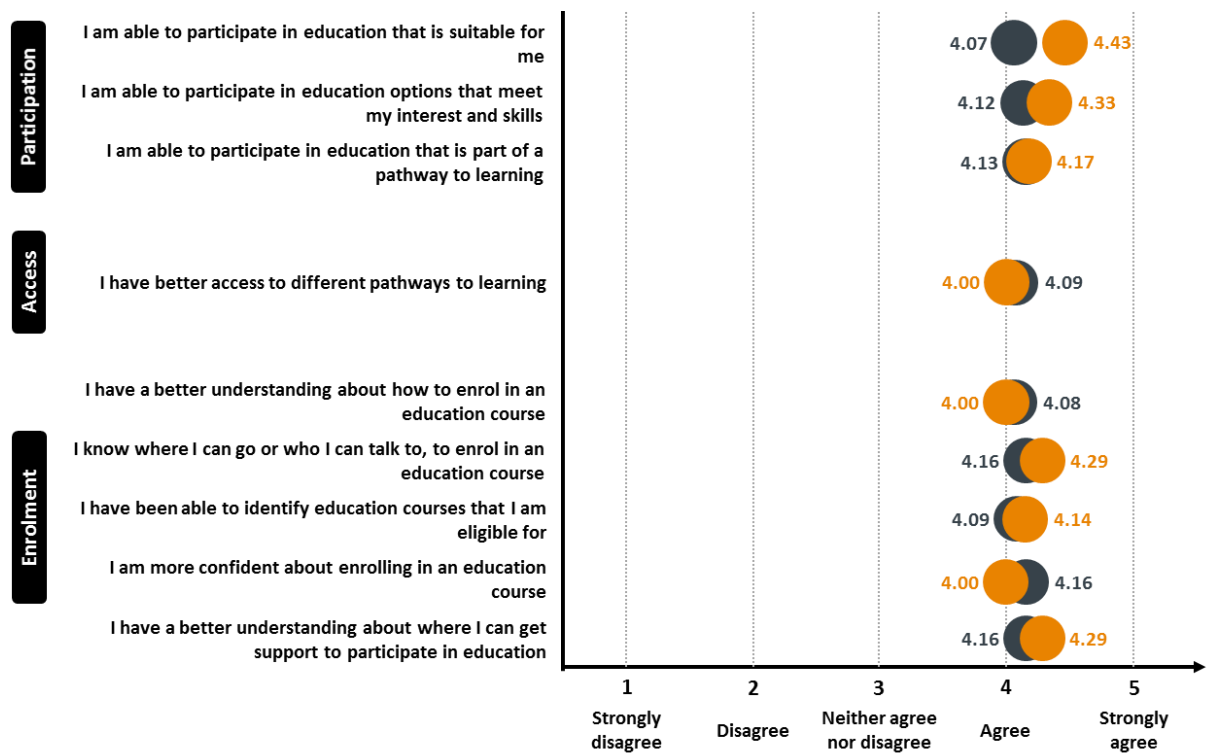 Participation
I am able to participate in education that is suitable for
me
4.07
4.43
I am able to participate in education options that meet
my interest and skills
4.12
4.33
I am able to participate in education that is part of a
pathway to learning
4.13
4.17
Access
I have better access to different pathways to learning
4.00
4.09
Enrolment
I have a better understanding about how to enrol in an
education course
4.00
4.08
I know where I can go or who I can talk to, to enrol in an
education course
4.16
4.29
I have been able to identify education courses that I am
eligible for
4.09
4.14
I am more confident about enrolling in an education
course
4.00
4.16
I have a better understanding about where I can get
support to participate in education
4.16
4.29
1
2
3
4
5
Strongly
disagree
Disagree
Neither agree
nor disagree
Agree
Strongly
agree